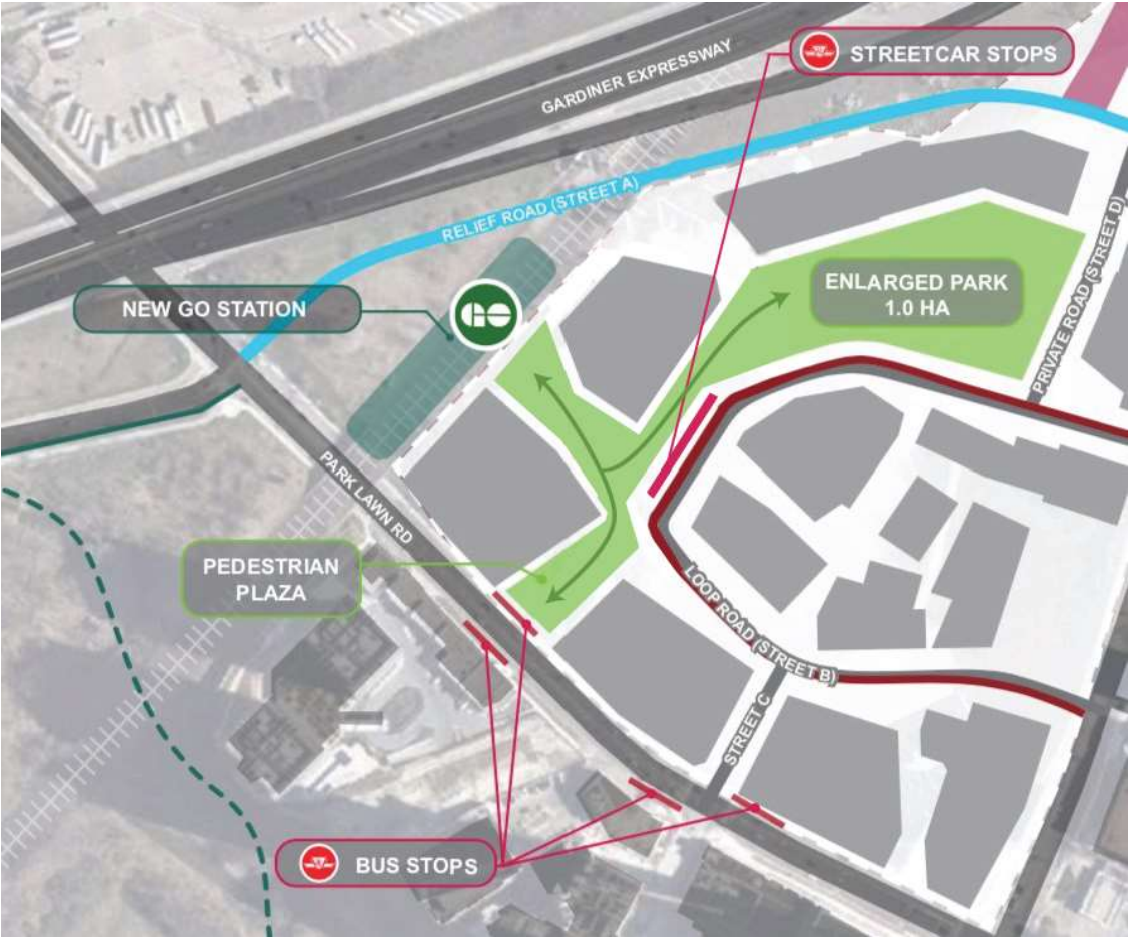 STREETCAR STOPS
GARDINER EXPRESSWAY
RELIEF ROAD (STREET A)
NEW GO STATION
GO
ENLARGED PARK
1.0 HA
PRIVATE ROAD (STREET D)
PARK LAWN RD
PEDESTRIAN
PLAZA
LOOP ROAD (STREET B)
STREET C
BUS STOPS